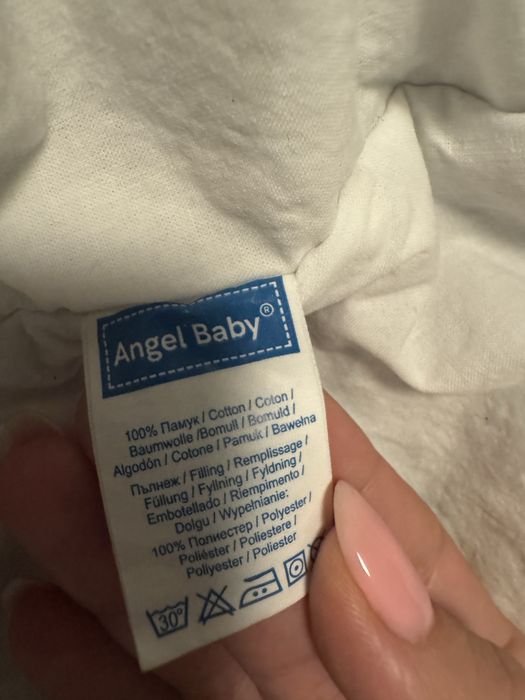 Angel Baby®
100% Памук / Cotton / Coton /
Baumwolle /Bomull / Bomuld /
Algodón / Cotone / Pamuk / Bawełna
Пълнеж / Filling / Remplissage /
Füllung / Fyllning / Fyldning /
Embotellado / Riempimento /
Dolgu / Wypełnianie:
100% Полиестер / Polyester /
Poliéster / Poliestere /
Pollyester / Poliester
30°